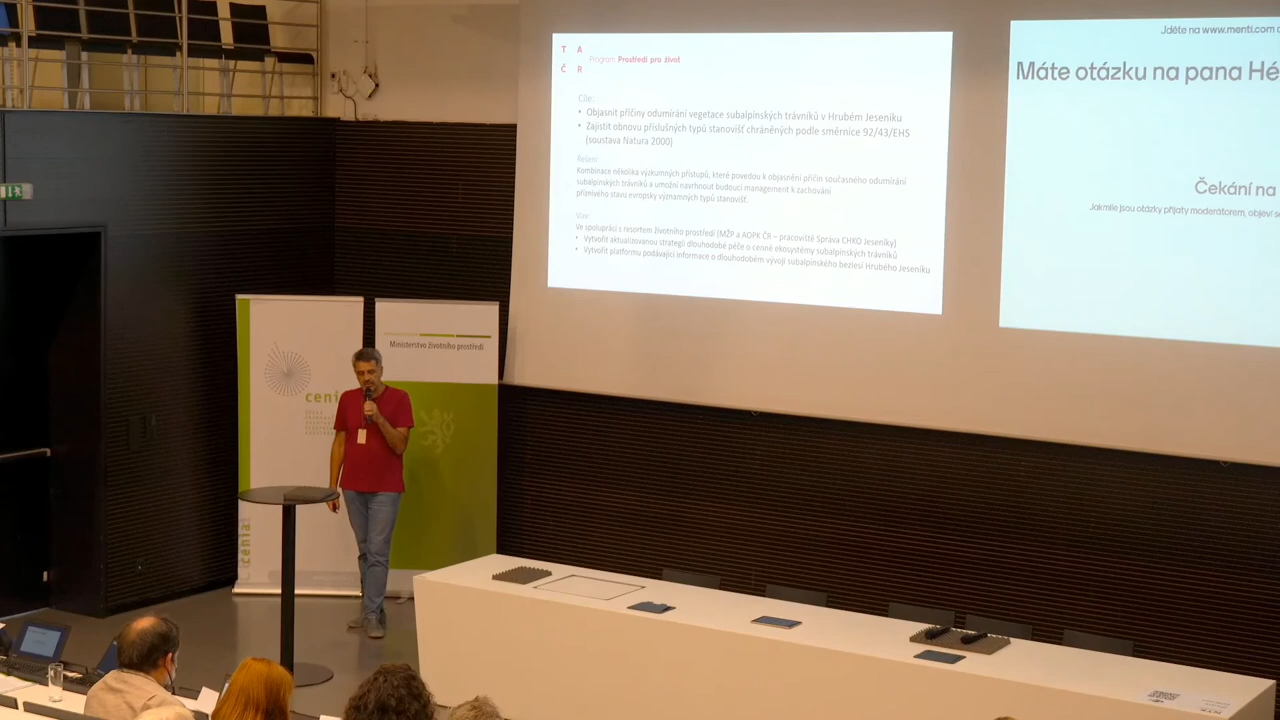 T A
Č R
Program Prostředí pro život
Cíle:
• Objasnit příčiny odumírání vegetace subalpínských trávníků v Hrubém Jeseníku
• Zajistit obnovu příslušných typů stanovišť chráněných podle směrnice 92/43/EHS
(soustava Natura 2000)
Řešení:
Kombinace několika výzkumných přístupů, které povedou k objasnění příčin současného odumírání
subalpínských trávníků a umožní navrhnout budoucí management k zachování
příznivého stavu evropsky významných typů stanovišť.
Stav:
Ve spolupráci s resortem životního prostředí (MŽP a AOPK ČR – pracoviště Správa CHKO Jeseníky)
• Vytvořit aktualizovanou strategii dlouhodobé péče o cenné ekosystémy subalpínských trávníků
• Vytvořit platformu podávající informace o dlouhodobém vývoji subalpínského bezlesí Hrubého Jeseníku
Jděte na www.menti.com
Máte otázku na pana Hé
Čekání na
Jakmile jsou otázky přijaty moderátorem, objeví s
Ministerstvo životního prostředí
ceni
cenia